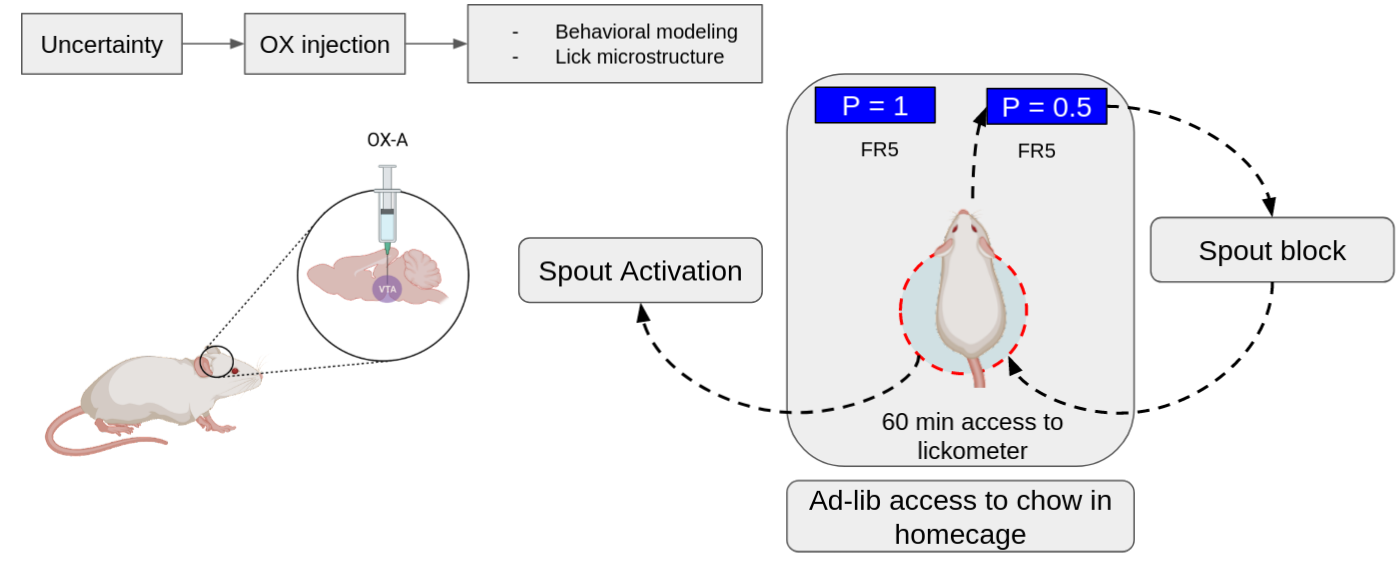 Uncertainty
OX injection
- Behavioral modeling
- Lick microstructure
OX-A
VTA
P = 1
P = 0.5
FR5
FR5
Spout Activation
Spout block
60 min access to
lickometer
Ad-lib access to chow in
homecage